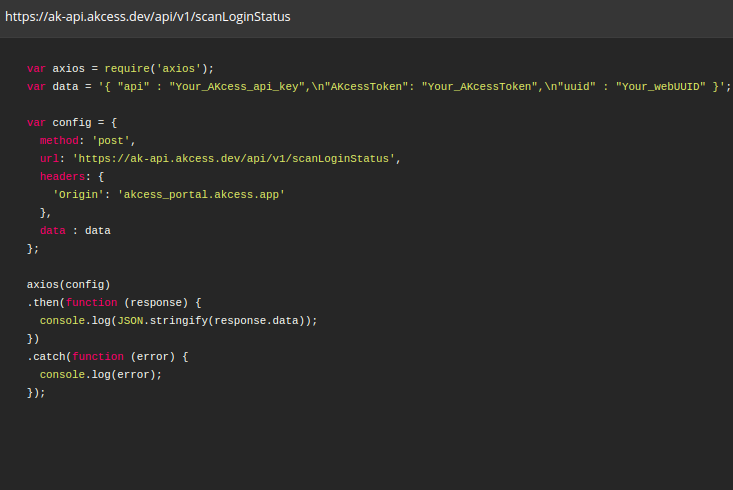 https://ak-api.akcess.dev/api/v1/scanLoginStatus
var axios = require('axios');
var data = '{ "api" : "Your_AKcess_api_key",\n"AKcessToken": "Your_AKcessToken",\n"uuid" : "Your_webUUID" }';
var config = {
method: 'post',
url: 'https://ak-api.akcess.dev/api/v1/scanLoginStatus',
headers: {
'Origin': 'akcess_portal.akcess.app'
},
data : data
};
axios(config)
.then(function (response) {
console.log(JSON.stringify(response.data));
})
.catch(function (error) {
console.log(error);
});